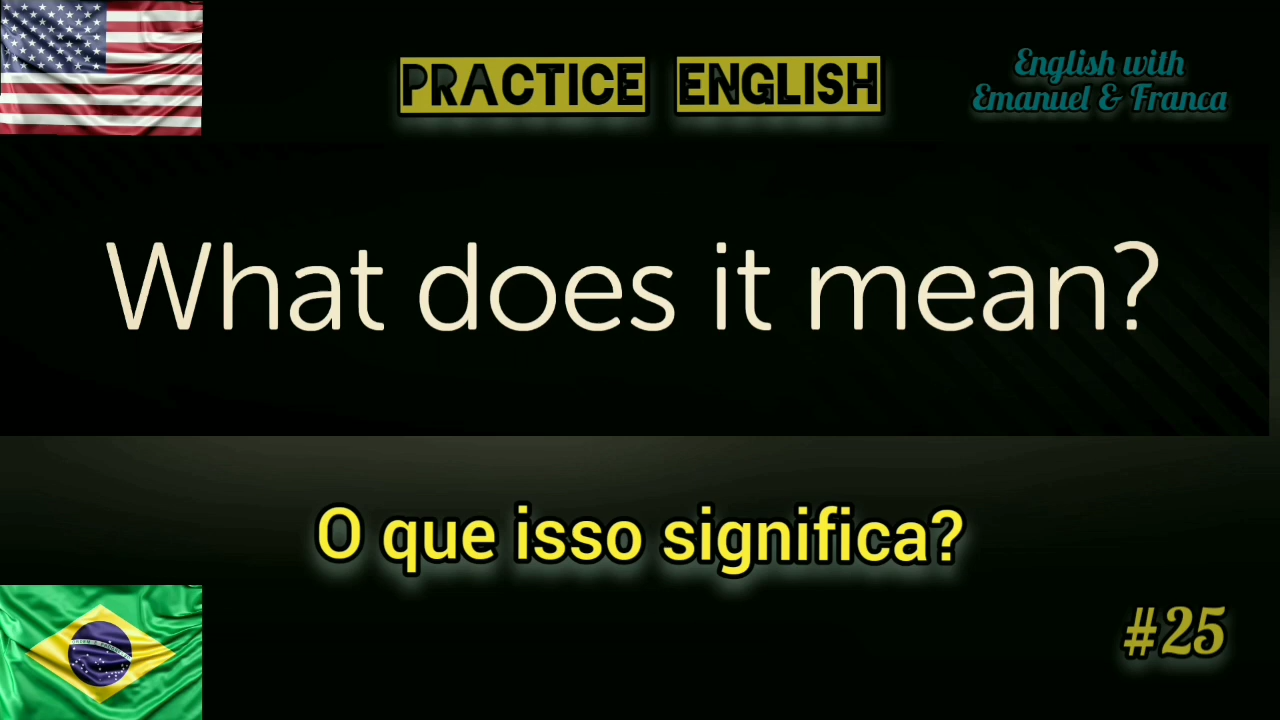 PRACTICE ENGLISH
English with
Emanuel & Franca
What does it mean?
O que isso significa?
#25